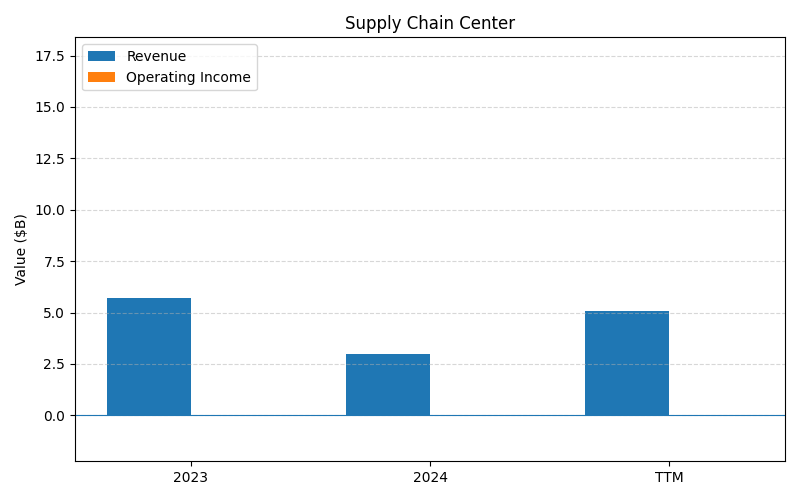 Supply Chain Center
Revenue
Operating Income
Value ($B)
17.5
15.0
12.5
10.0
7.5
5.0
2.5
0.0
2023
2024
TTM